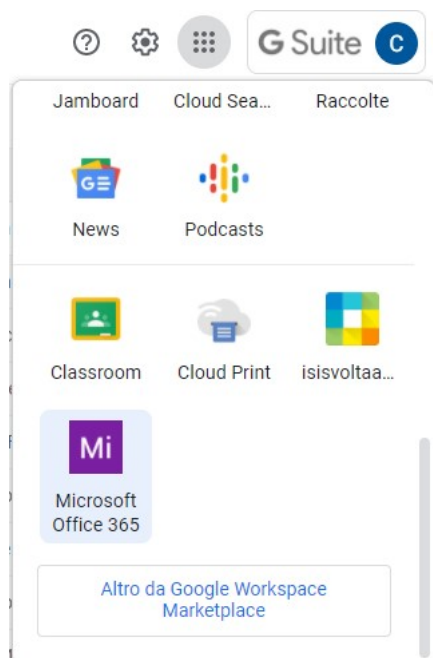 G Suite C
Jamboard Cloud Sea... Raccolte
GE
News Podcasts
Classroom Cloud Print isisvoltaa...
Mi
Microsoft
Office 365
Altro da Google Workspace
Marketplace